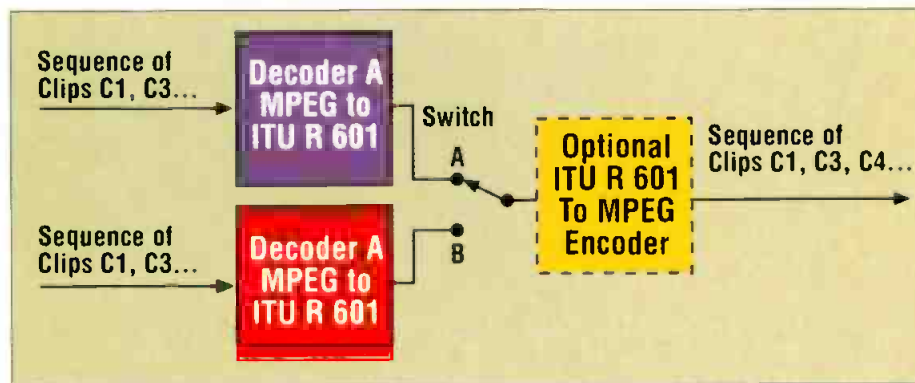 Sequence of
Clips C1, C3...
Decoder A
MPEG to
ITU R 601
Switch
A
B
Optional
ITU R 601
To MPEG
Encoder
Sequence of
Clips C1, C3, C4...
Sequence of
Clips C1, C3...
Decoder A
MPEG to
ITU R 601